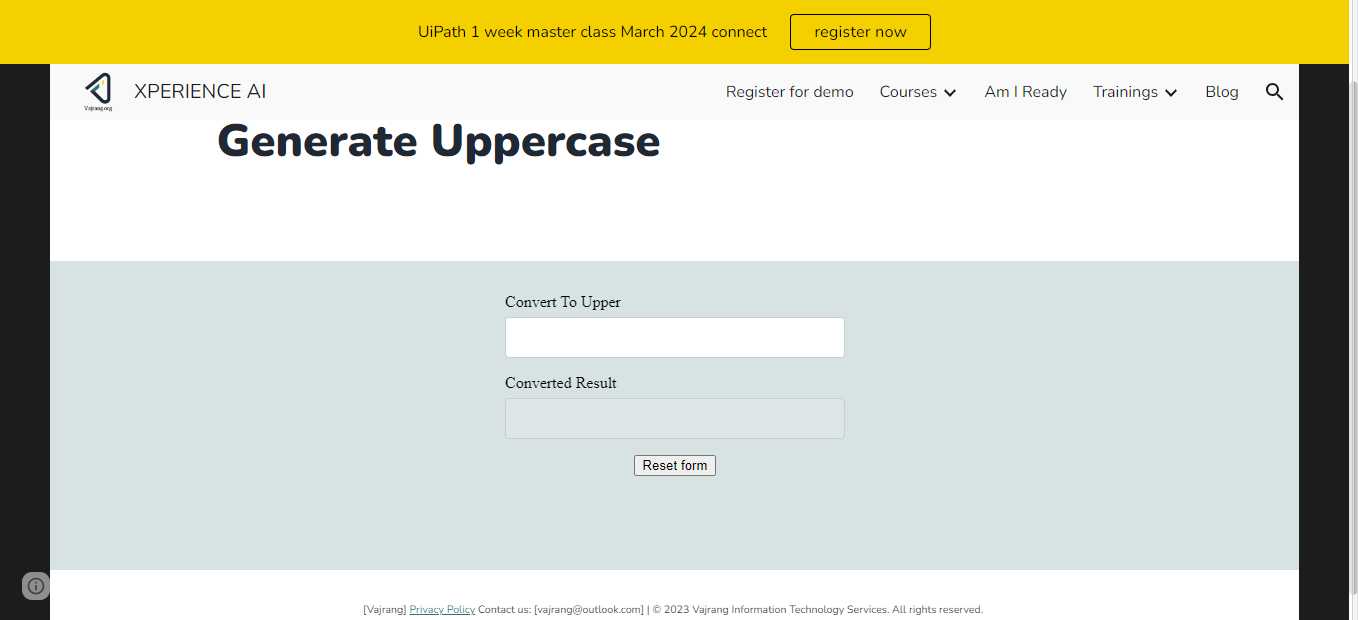 UiPath 1 week master class March 2024 connect register now
Vajrang.org
XPERIENCE AI Register for demo Courses Am I Ready Trainings Blog
Generate Uppercase
Convert To Upper
Converted Result
Reset form
[Vajrang] Privacy Policy Contact us: [vajrang@outlook.com] | © 2023 Vajrang Information Technology Services. All rights reserved.